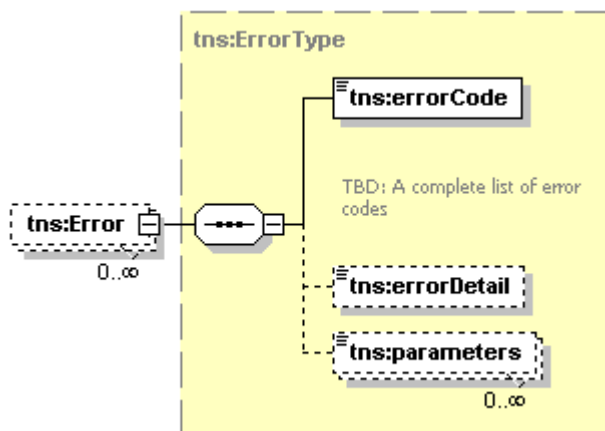 tns:ErrorType
tns:errorCode
TBD: A complete list of error
codes
tns:Error
0..∞
tns:errorDetail
tns:parameters
0..∞